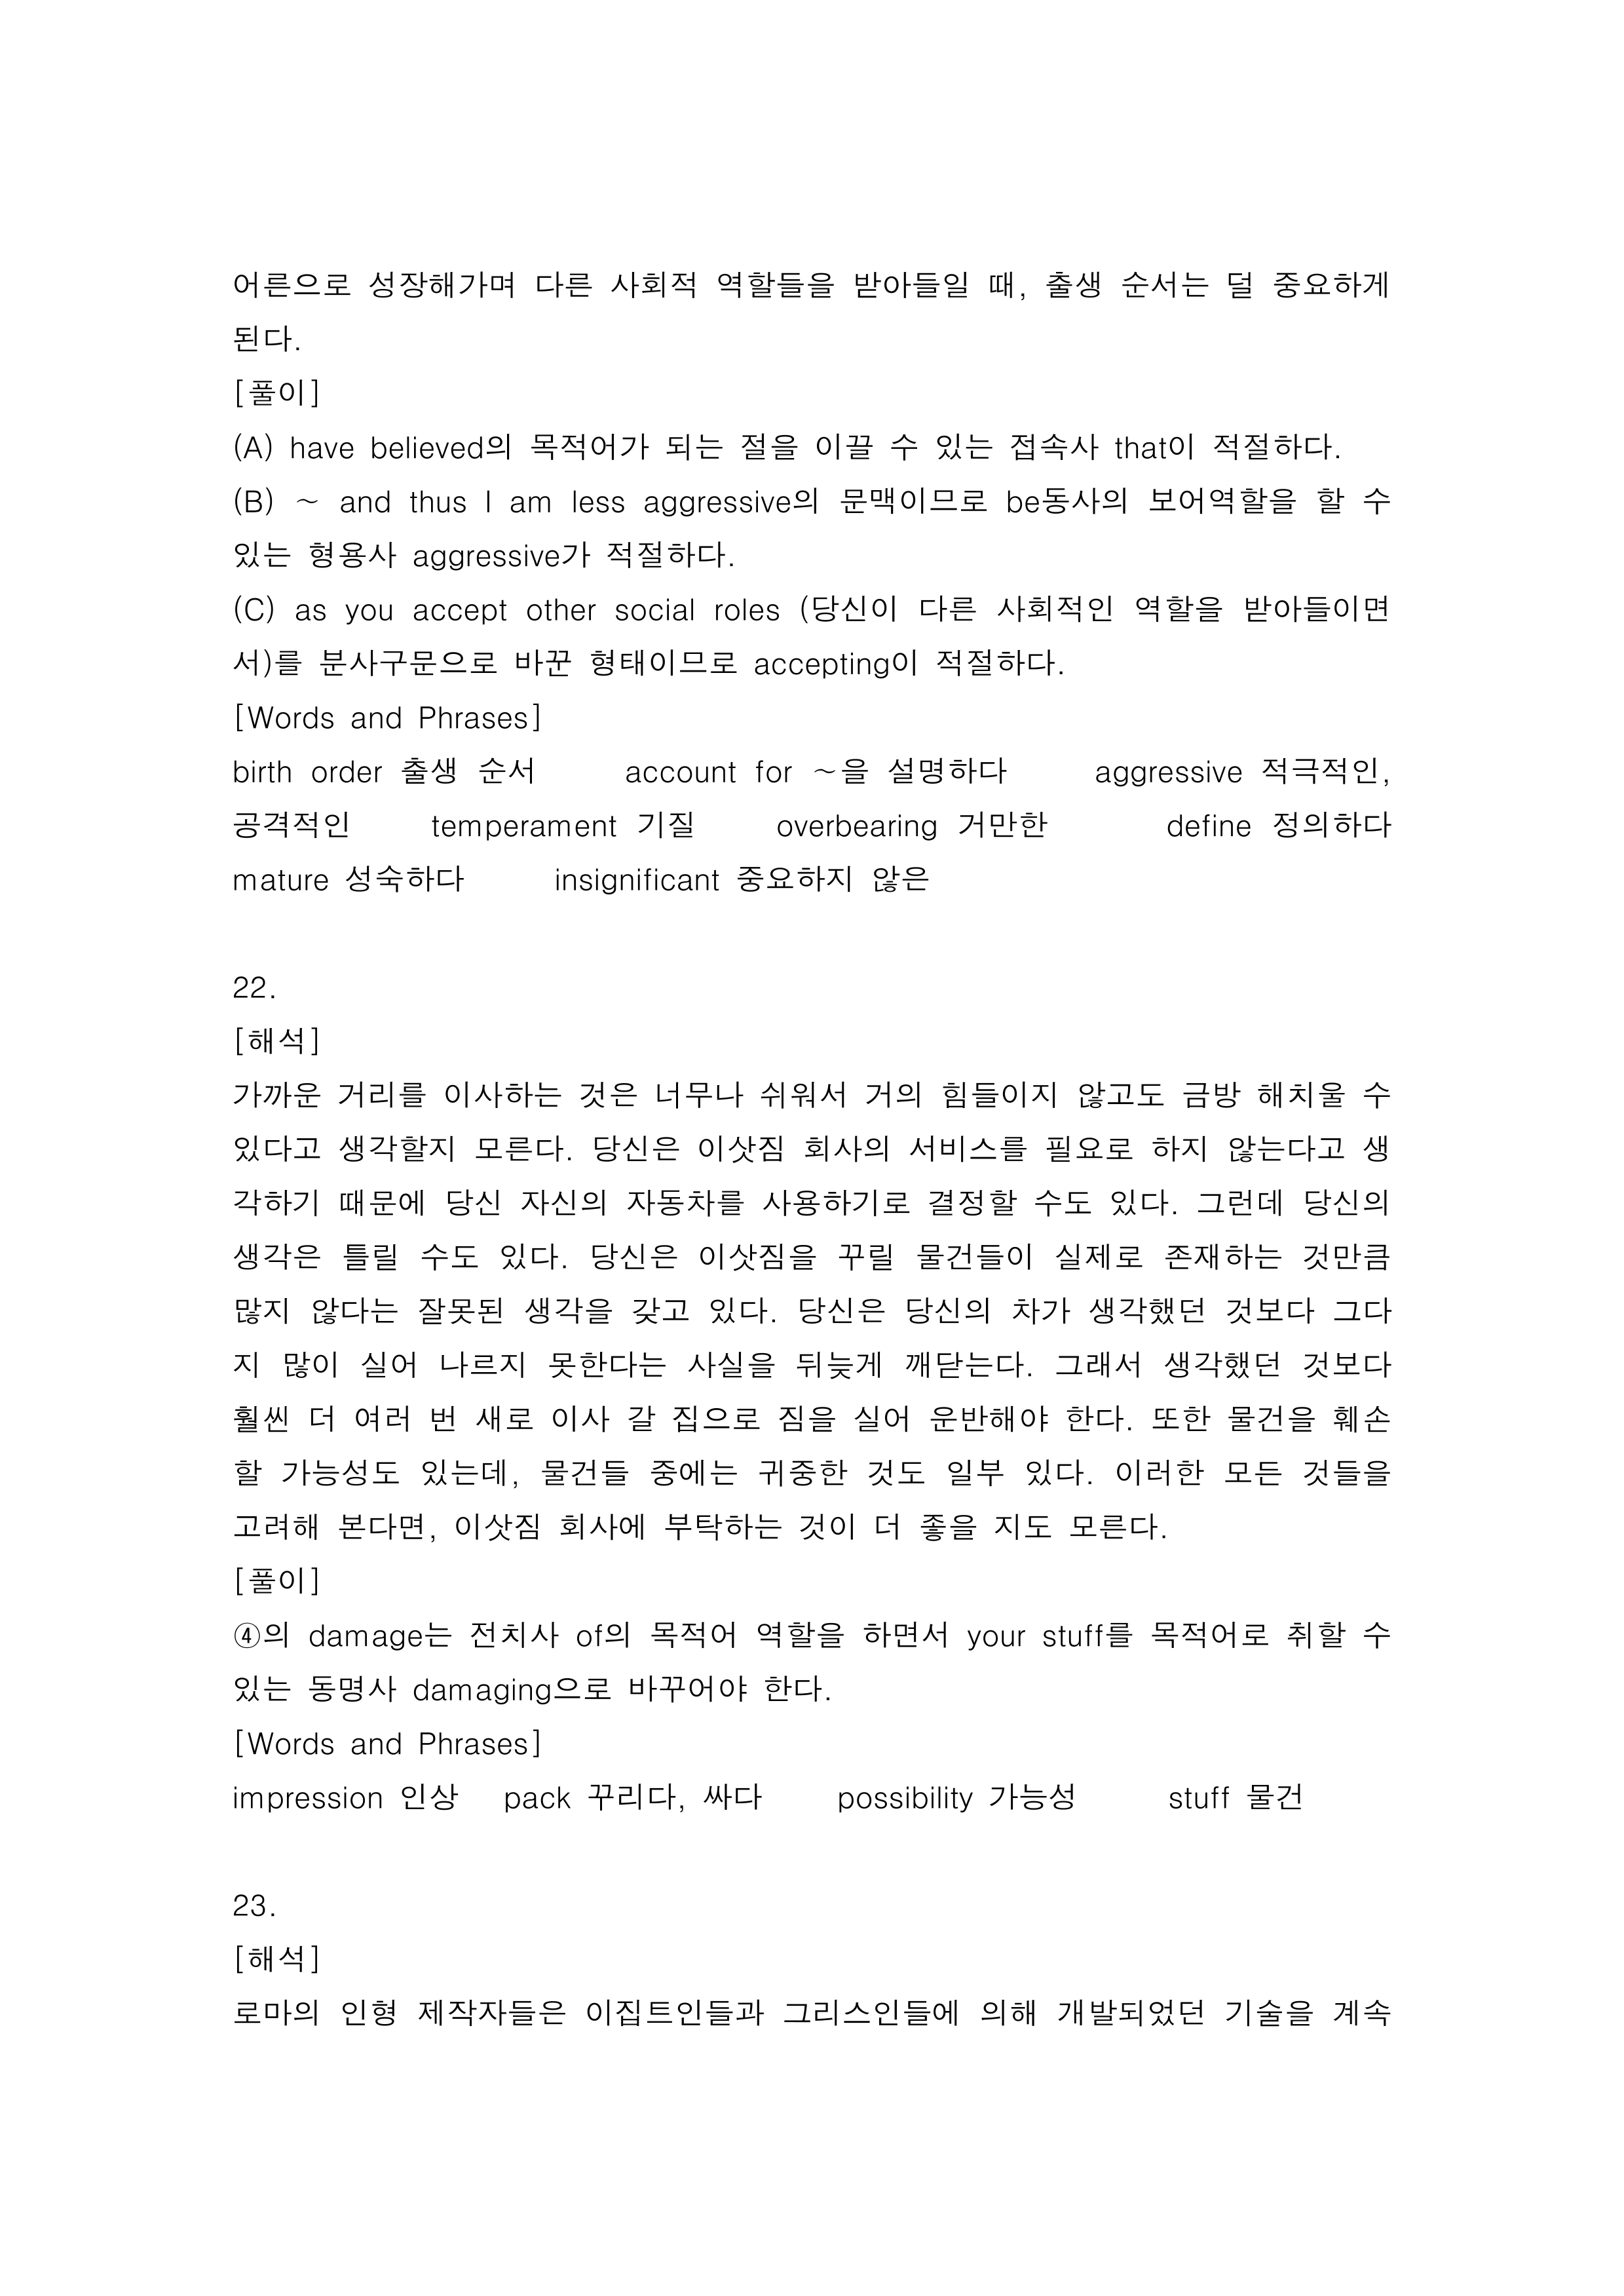 어른으로 성장해가며 다른 사회적 역할들을 받아들일 때, 출생 순서는 덜 중요하게
된다.
[풀이]
(A) have believed의 목적어가 되는 절을 이끌 수 있는 접속사 that이 적절하다.
(B) ~ and thus I am less aggressive의 문맥이므로 be동사의 보어역할을 할 수
있는 형용사 aggressive가 적절하다.
(C) as you accept other social roles (당신이 다른 사회적인 역할을 받아들이면
서)를 분사구문으로 바꾼 형태이므로 accepting이 적절하다.
[Words and Phrases]
birth order 출생 순서 account for ~을 설명하다 aggressive 적극적인,
공격적인 temperament 기질 overbearing 거만한 define 정의하다
mature 성숙하다 insignificant 중요하지 않은
22.
[해석]
가까운 거리를 이사하는 것은 너무나 쉬워서 거의 힘들이지 않고도 금방 해치울 수
있다고 생각할지 모른다. 당신은 이삿짐 회사의 서비스를 필요로 하지 않는다고 생
각하기 때문에 당신 자신의 자동차를 사용하기로 결정할 수도 있다. 그런데 당신의
생각은 틀릴 수도 있다. 당신은 이삿짐을 꾸릴 물건들이 실제로 존재하는 것만큼
많지 않다는 잘못된 생각을 갖고 있다. 당신은 당신의 차가 생각했던 것보다 그다
지 많이 실어 나르지 못한다는 사실을 뒤늦게 깨닫는다. 그래서 생각했던 것보다
훨씬 더 여러 번 새로 이사 갈 집으로 짐을 실어 운반해야 한다. 또한 물건을 훼손
할 가능성도 있는데, 물건들 중에는 귀중한 것도 일부 있다. 이러한 모든 것들을
고려해 본다면, 이삿짐 회사에 부탁하는 것이 더 좋을 지도 모른다.
[풀이]
④의 damage는 전치사 of의 목적어 역할을 하면서 your stuff를 목적어로 취할 수
있는 동명사 damaging으로 바꾸어야 한다.
[Words and Phrases]
impression 인상 pack 꾸리다, 싸다 possibility 가능성 stuff 물건
23.
[해석]
로마의 인형 제작자들은 이집트인들과 그리스인들에 의해 개발되었던 기술을 계속